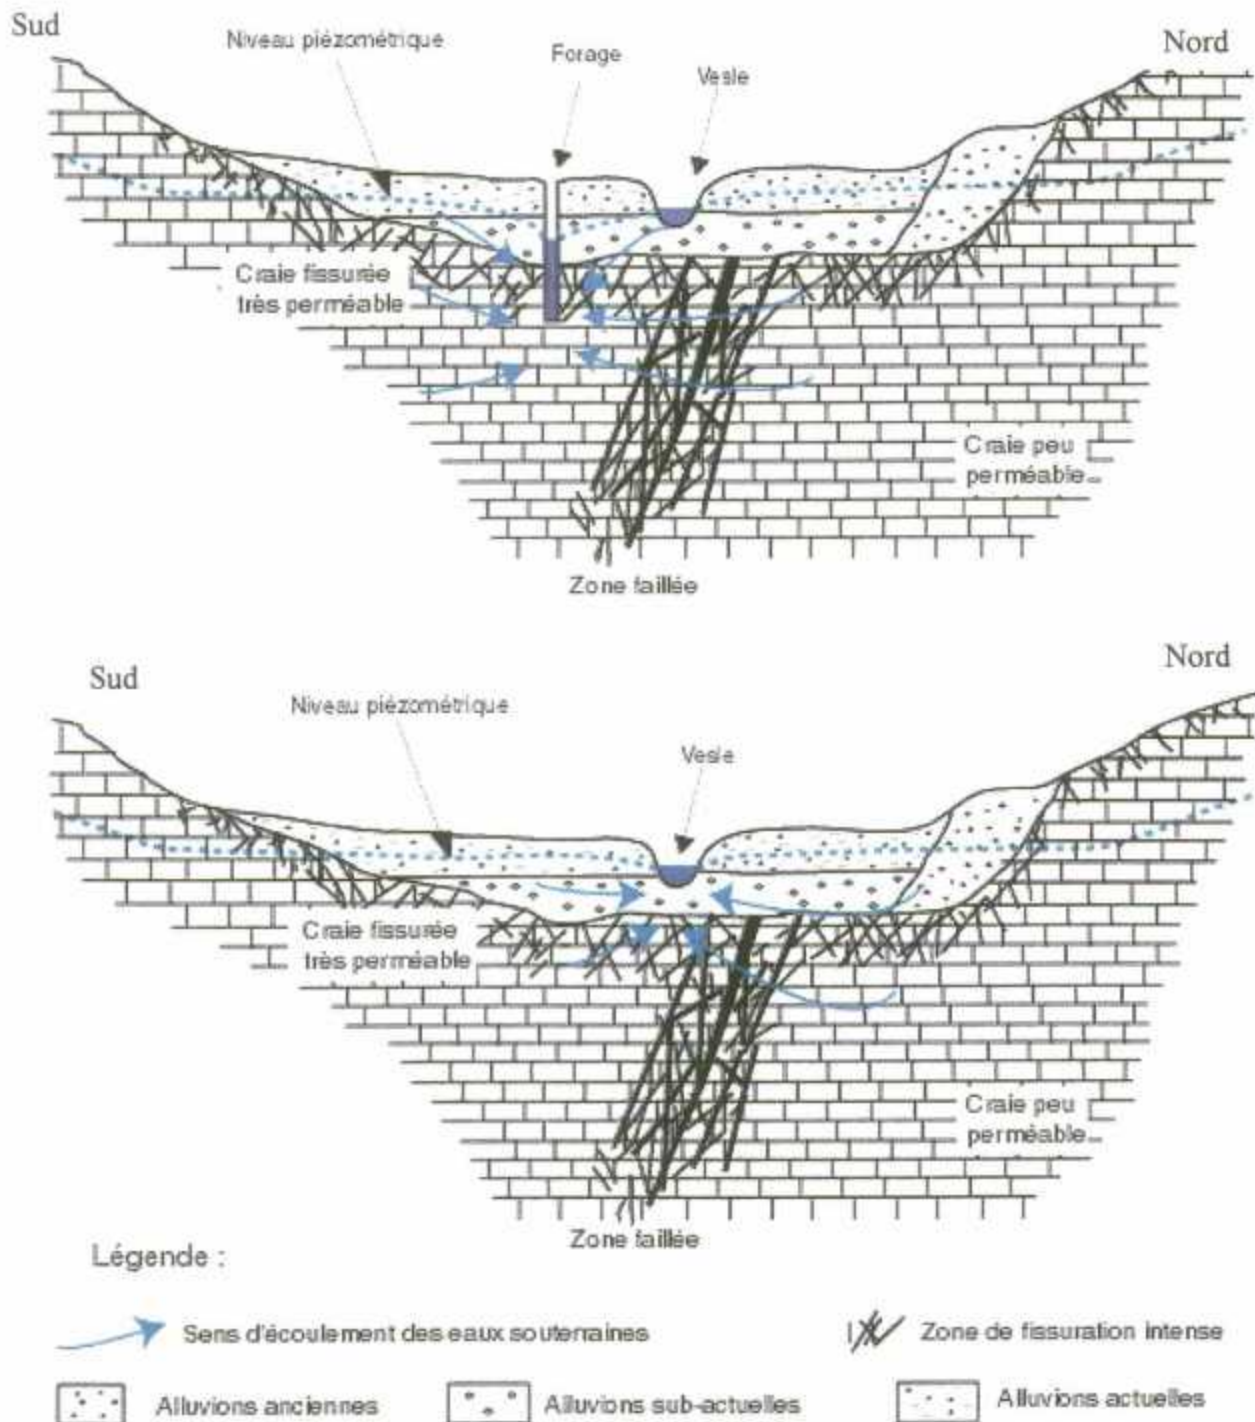 Sud
Nord
Niveau piézométrique
Forage
Vesle
Craie fissurée
très perméable
Craie peu
perméable
Zone faillée
Sud
Nord
Niveau piézométrique
Vesle
Craie fissurée
très perméable
Craie peu
perméable
Zone faillée
Légende :
Sens d'écoulement des eaux souterraines
Zone de fissuration intense
Alluvions anciennes
Alluvions sub-actuelles
Alluvions actuelles